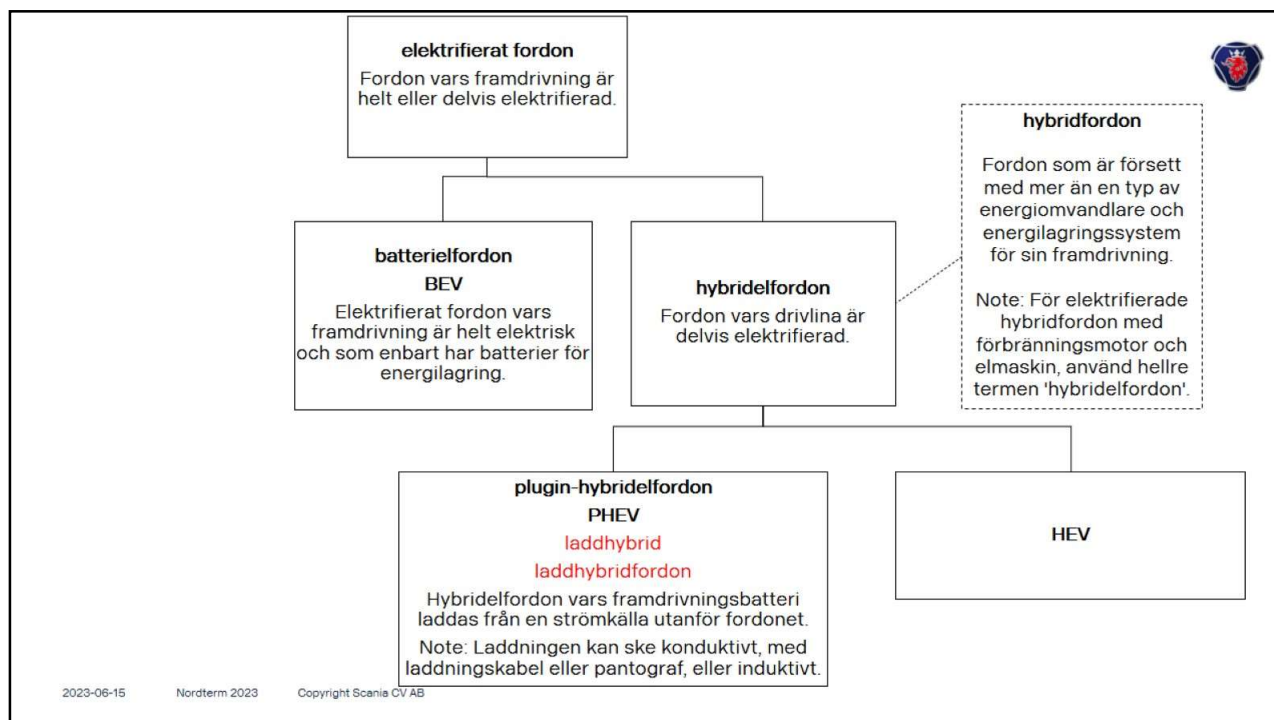 elektrifierat fordon
Fordon vars framdrivning är
helt eller delvis elektrifierad.
hybridfordon
Fordon som är försett
med mer än en typ av
energiomvandlare och
energilagringssystem
för sin framdrivning.
Note: För elektrifierade
hybridfordon med
förbränningsmotor och
elmaskin, använd hellre
termen 'hybridelfordon'.
batterielfordon
BEV
Elektrifierat fordon vars
framdrivning är helt elektrisk
och som enbart har batterier för
energilagring.
hybridelfordon
Fordon vars drivlina är
delvis elektrifierad.
plugin-hybridelfordon
PHEV
laddhybrid
laddhybridfordon
Hybridelfordon vars framdrivningsbatteri
laddas från en strömkälla utanför fordonet.
Note: Laddningen kan ske konduktivt, med
laddningskabel eller pantograf, eller induktivt.
HEV
2023-06-15 Nordterm 2023 Copyright Scania CV AB